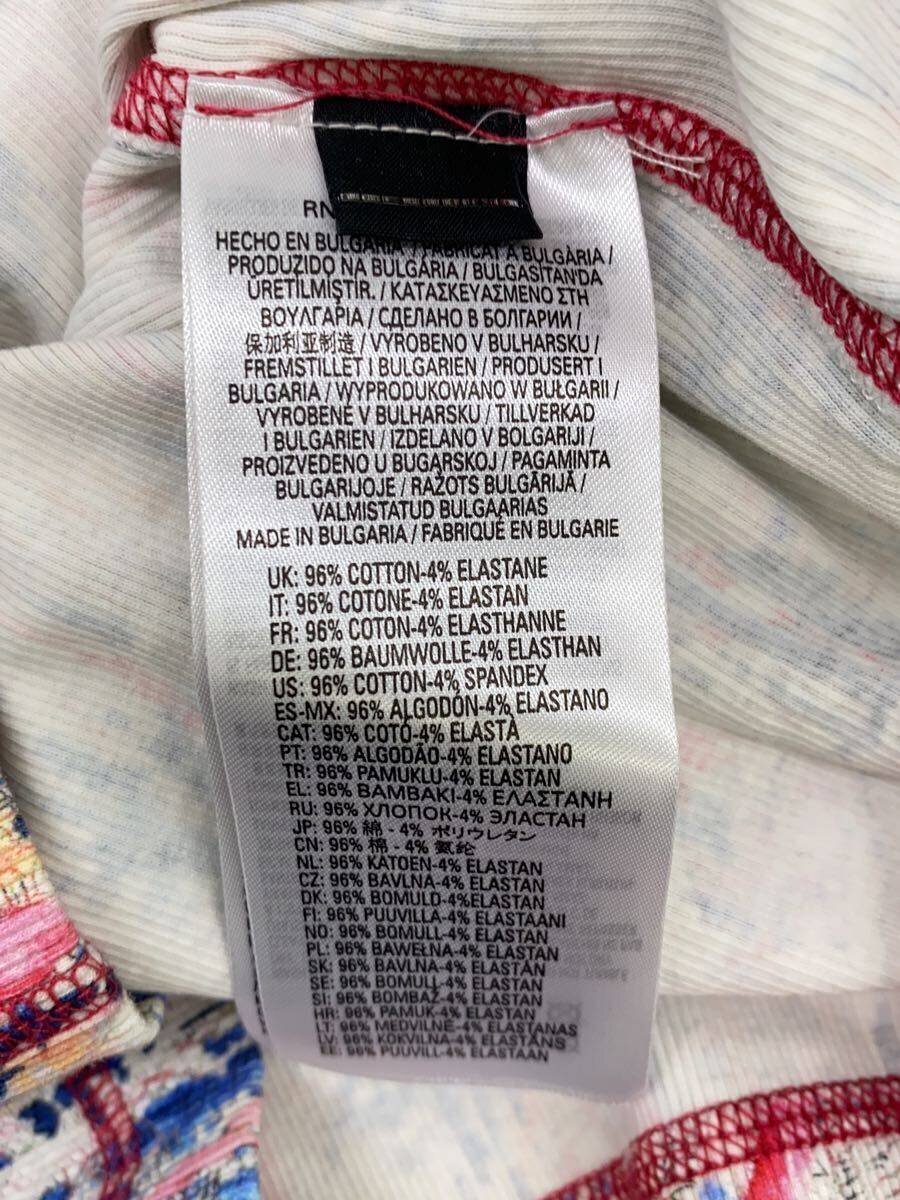 RN
HECHO EN BULGARIA / FABRICAT A BULGÀRIA /
PRODUZIDO NA BULGÁRIA / BULGASİTAN'DA
ÜRETİLMİŞTİR. / ΚΑΤΑΣΚΕΥΑΣΜΕΝΟ ΣΤΗ
ΒΟΥΛΓΑΡΙΑ / СДЕЛАНО В БОЛГАРИИ /
保加利亚制造 / VYROBENO V BULHARSKU /
FREMSTILLET I BULGARIEN / PRODUSERT I
BULGARIA / WYPRODUKOWANO W BUŁGARII /
VYROBENÉ V BULHARSKU / TILLVERKAD
I BULGARIEN / IZDELANO V BOLGARIJI /
PROIZVEDENO U BUGARSKOJ / PAGAMINTA
BULGARIJOJE / RAŽOTS BULGĀRIJĀ /
VALMISTATUD BULGAARIAS
MADE IN BULGARIA / FABRIQUÉ EN BULGARIE
UK: 96% COTTON-4% ELASTANE
IT: 96% COTONE-4% ELASTAN
FR: 96% COTON-4% ELASTHANNE
DE: 96% BAUMWOLLE-4% ELASTHAN
US: 96% COTTON-4% SPANDEX
ES-MX: 96% ALGODÓN-4% ELASTANO
CAT: 96% COTÓ-4% ELASTÀ
PT: 96% ALGODÃO-4% ELASTANO
TR: 96% PAMUKLU-4% ELASTAN
EL: 96% ΒΑΜΒΑΚΙ-4% ΕΛΑΣΤΑΝΗ
RU: 96% ХЛОПОК-4% ЭЛАСТАН
JP: 96% 綿 - 4% ポリウレタン
CN: 96% 棉 - 4% 氨纶
NL: 96% KATOEN-4% ELASTAN
CZ: 96% BAVLNA-4% ELASTAN
DK: 96% BOMULD-4%ELASTAN
FI: 96% PUUVILLA-4% ELASTAANI
NO: 96% BOMULL-4% ELASTAN
PL: 96% BAWEŁNA-4% ELASTAN
SK: 96% BAVLNA-4% ELASTAN
SE: 96% BOMULL-4% ELASTAN
SI: 96% BOMBAŽ-4% ELASTAN
HR: 96% PAMUK-4% ELASTAN
LT: 96% MEDVILNĖ-4% ELASTANAS
LV: 96% KOKVILNA-4% ELASTĀNS
EE: 96% PUUVILL-4% ELASTAAN